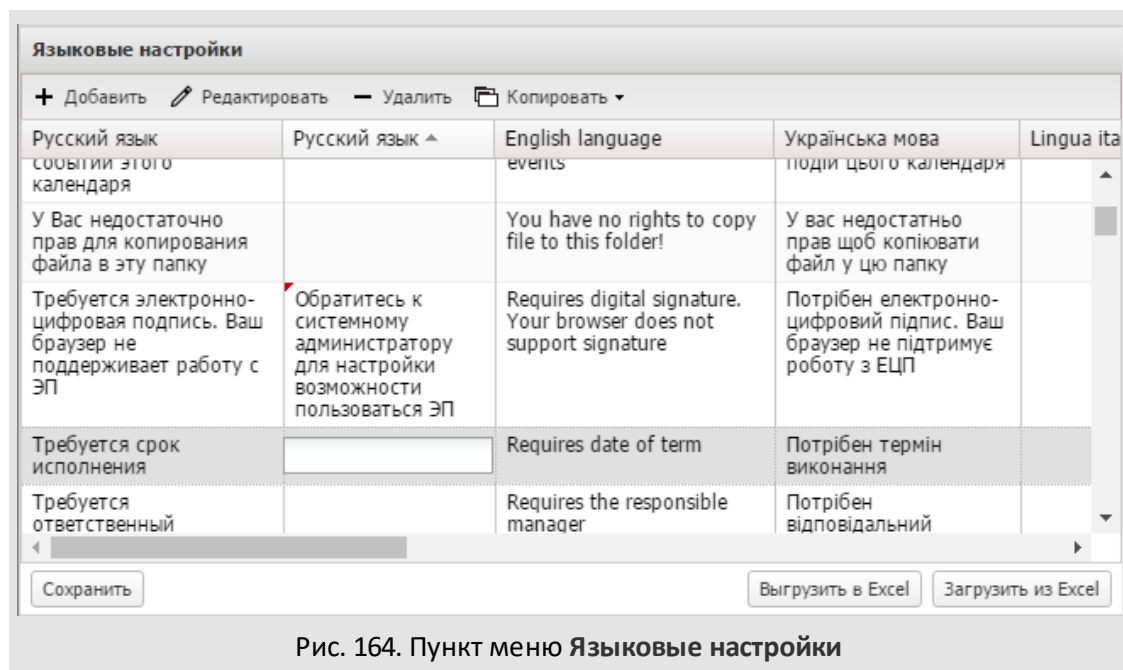 Языковые настройки
Добавить Редактировать Удалить Копировать
Русский язык Русский язык English language Українська мова Lingua ita
событий этого events подій цього календаря
календаря
У Вас недостаточно You have no rights to copy У вас недостатньо
прав для копирования file to this folder! прав щоб копіювати
файла в эту папку файл у цю папку
Требуется электронно- Обратитесь к Requires digital signature. Потрібен електронно-
цифровая подпись. Ваш системному Your browser does not цифровий підпис. Ваш
браузер не администратору support signature браузер не підтримує
поддерживает работу с для настройки роботу з ЕЦП
ЭП возможности
пользоваться ЭП
Требуется срок Requires date of term Потрібен термін
исполнения виконання
Требуется Requires the responsible Потрібен
ответственный manager відповідальний
Сохранить Выгрузить в Excel Загрузить из Excel
Рис. 164. Пункт меню Языковые настройки